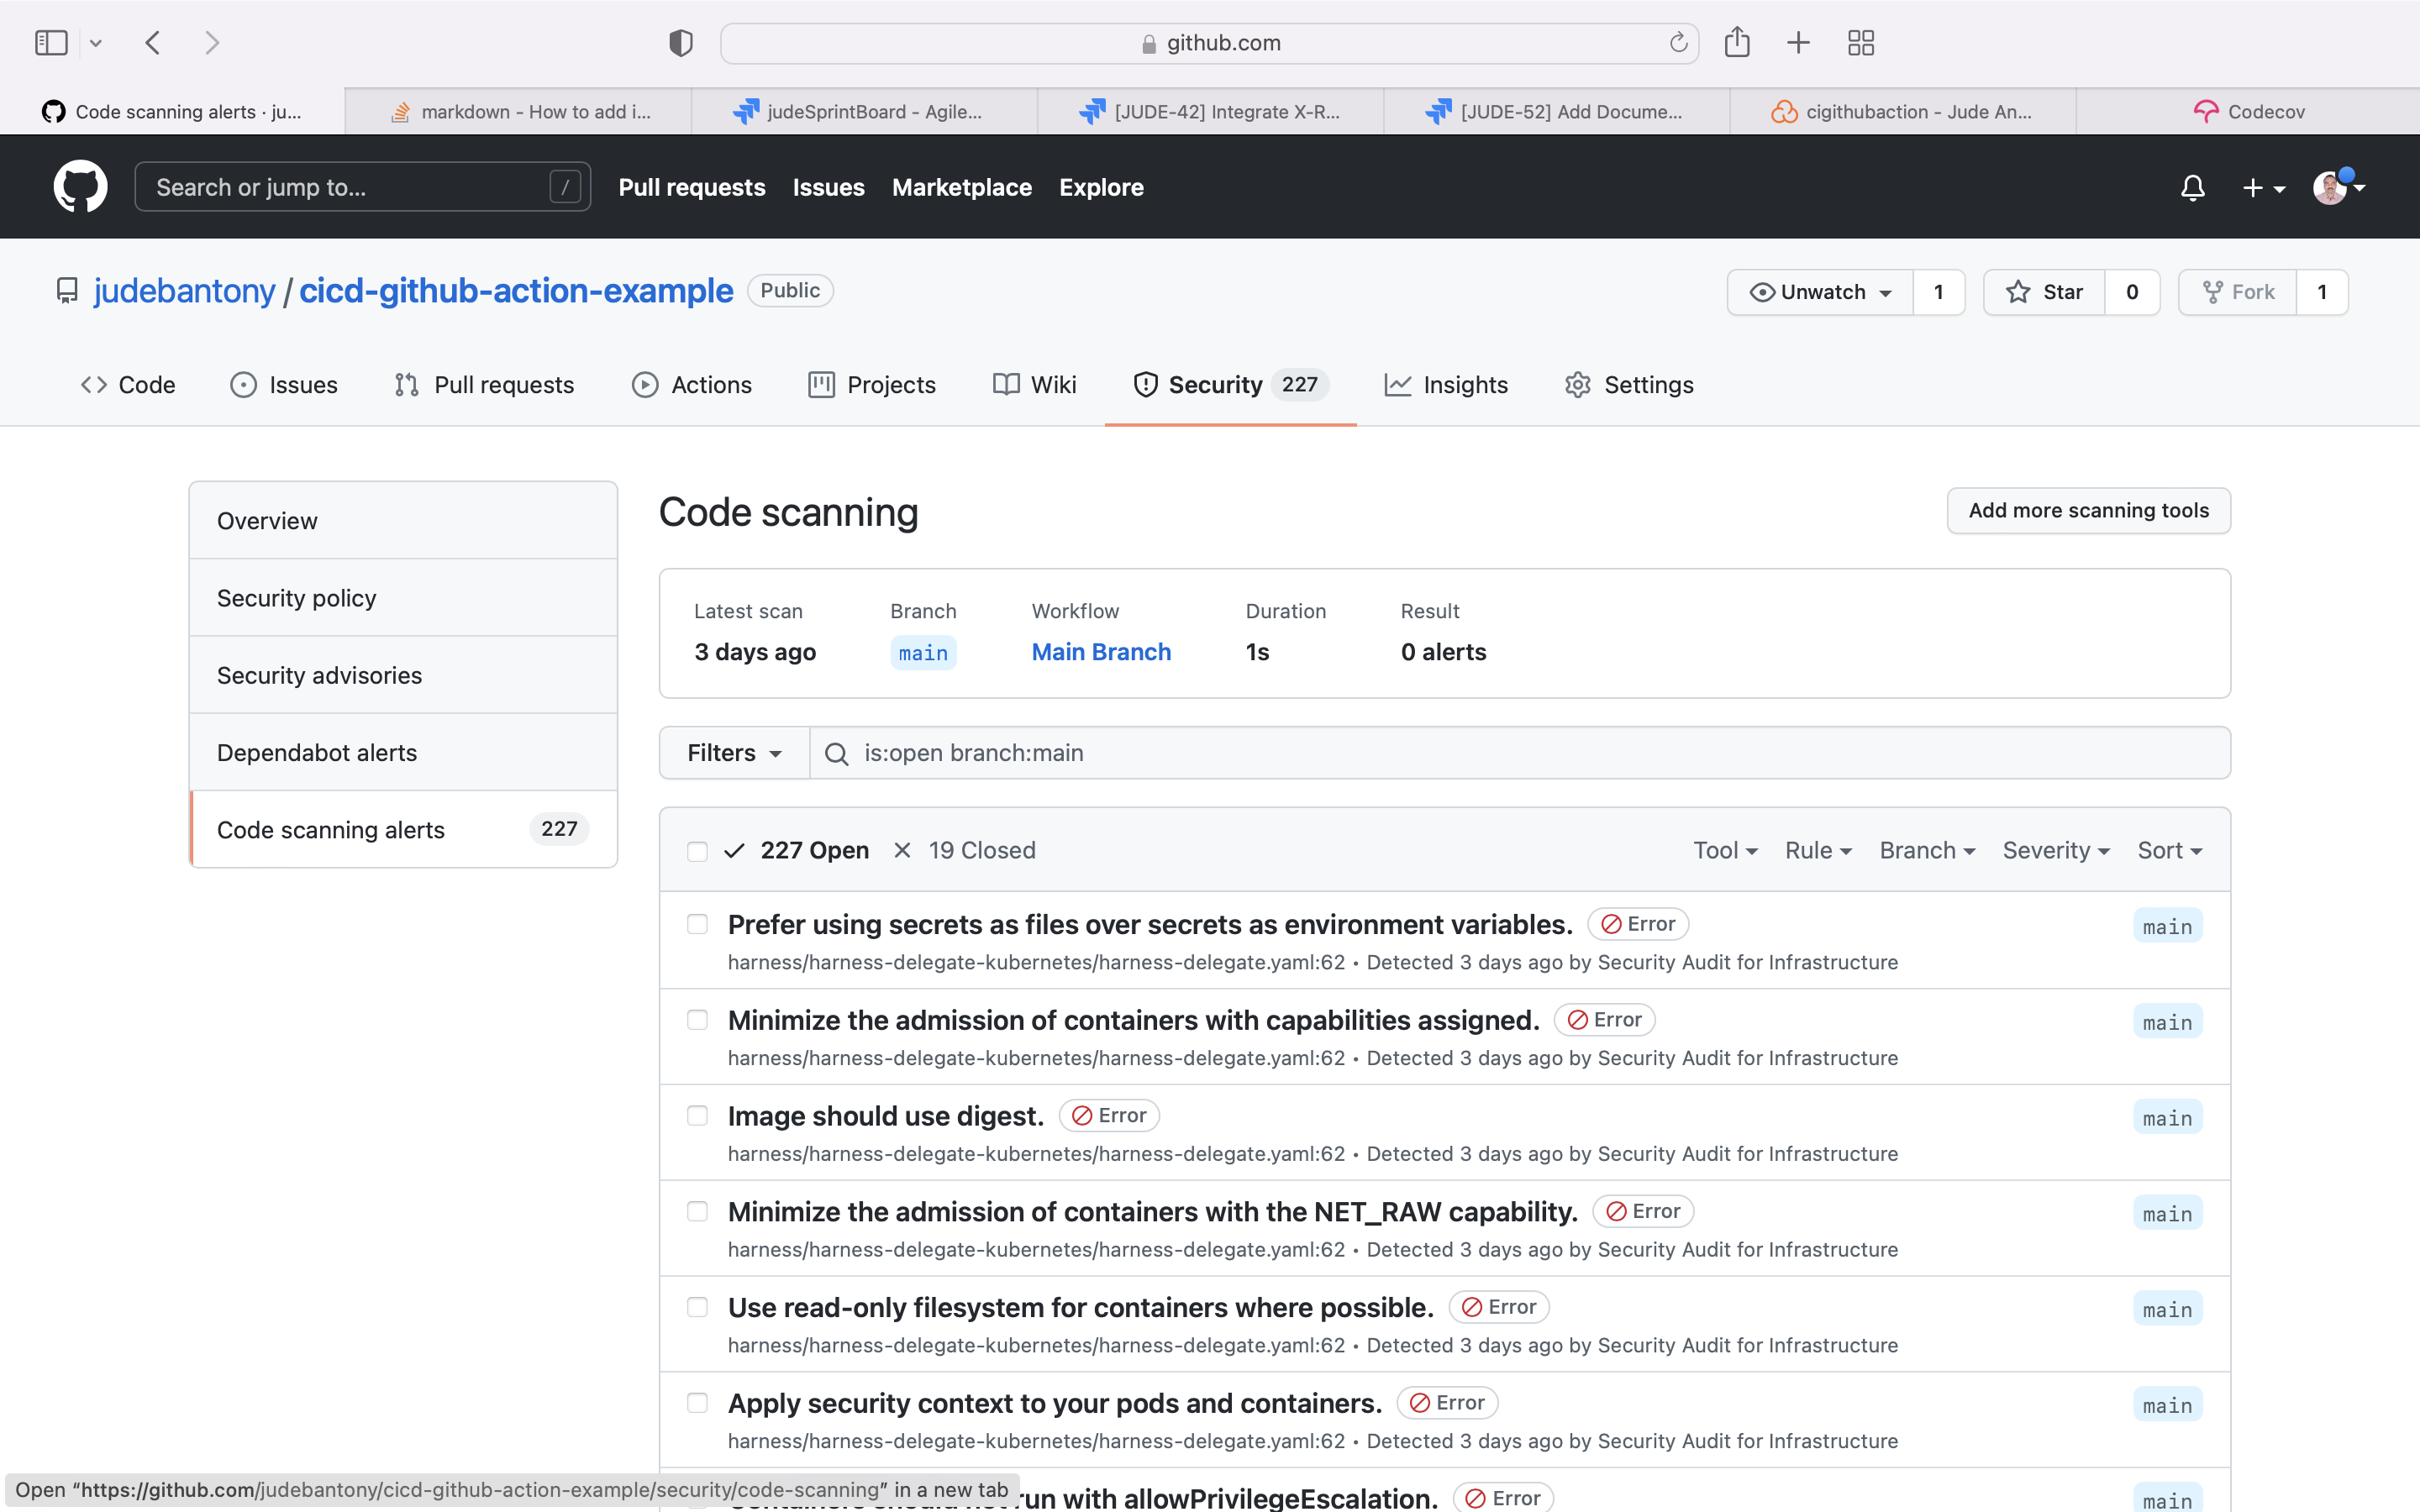 github.com
Code scanning alerts · ju...
markdown - How to add i...
judeSprintBoard - Agile...
[JUDE-42] Integrate X-R...
[JUDE-52] Add Docume...
cigithubaction - Jude An...
Codecov
Search or jump to... /
Pull requests Issues Marketplace Explore
judebantony / cicd-github-action-example Public
Unwatch 1 Star 0 Fork 1
Code Issues Pull requests Actions Projects Wiki Security 227 Insights Settings
Overview
Security policy
Security advisories
Dependabot alerts
Code scanning alerts 227
Code scanning
Add more scanning tools
Latest scan Branch Workflow Duration Result
3 days ago main Main Branch 1s 0 alerts
Filters is:open branch:main
227 Open 19 Closed Tool Rule Branch Severity Sort
Prefer using secrets as files over secrets as environment variables. Error main
harness/harness-delegate-kubernetes/harness-delegate.yaml:62 • Detected 3 days ago by Security Audit for Infrastructure
Minimize the admission of containers with capabilities assigned. Error main
harness/harness-delegate-kubernetes/harness-delegate.yaml:62 • Detected 3 days ago by Security Audit for Infrastructure
Image should use digest. Error main
harness/harness-delegate-kubernetes/harness-delegate.yaml:62 • Detected 3 days ago by Security Audit for Infrastructure
Minimize the admission of containers with the NET_RAW capability. Error main
harness/harness-delegate-kubernetes/harness-delegate.yaml:62 • Detected 3 days ago by Security Audit for Infrastructure
Use read-only filesystem for containers where possible. Error main
harness/harness-delegate-kubernetes/harness-delegate.yaml:62 • Detected 3 days ago by Security Audit for Infrastructure
Apply security context to your pods and containers. Error main
harness/harness-delegate-kubernetes/harness-delegate.yaml:62 • Detected 3 days ago by Security Audit for Infrastructure
Open “https://github.com/judebantony/cicd-github-action-example/security/code-scanning” in a new tab
run with allowPrivilegeEscalation. Error main